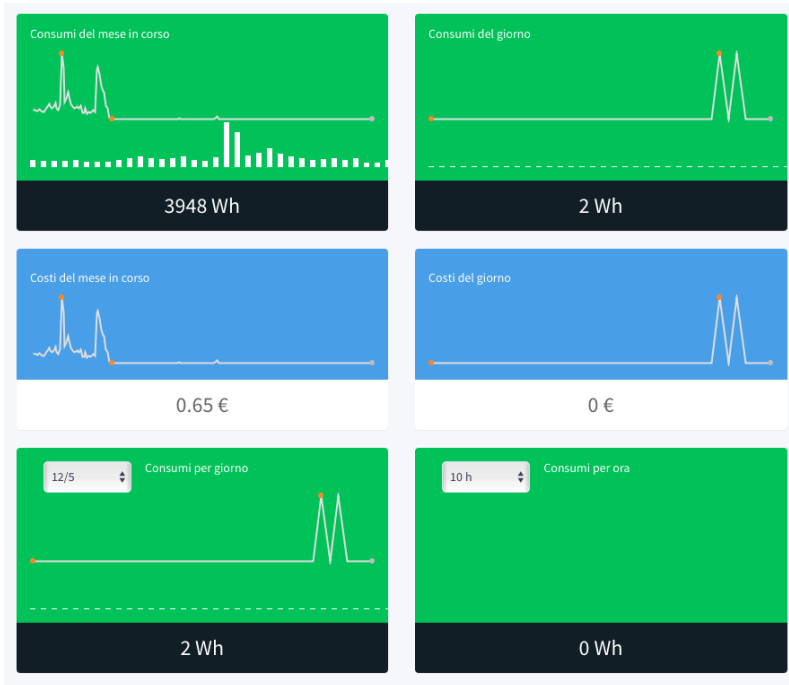 Consumi del mese in corso
3948 Wh
Consumi del giorno
2 Wh
Costi del mese in corso
0.65 €
Costi del giorno
0 €
12/5
Consumi per giorno
2 Wh
10 h
Consumi per ora
0 Wh